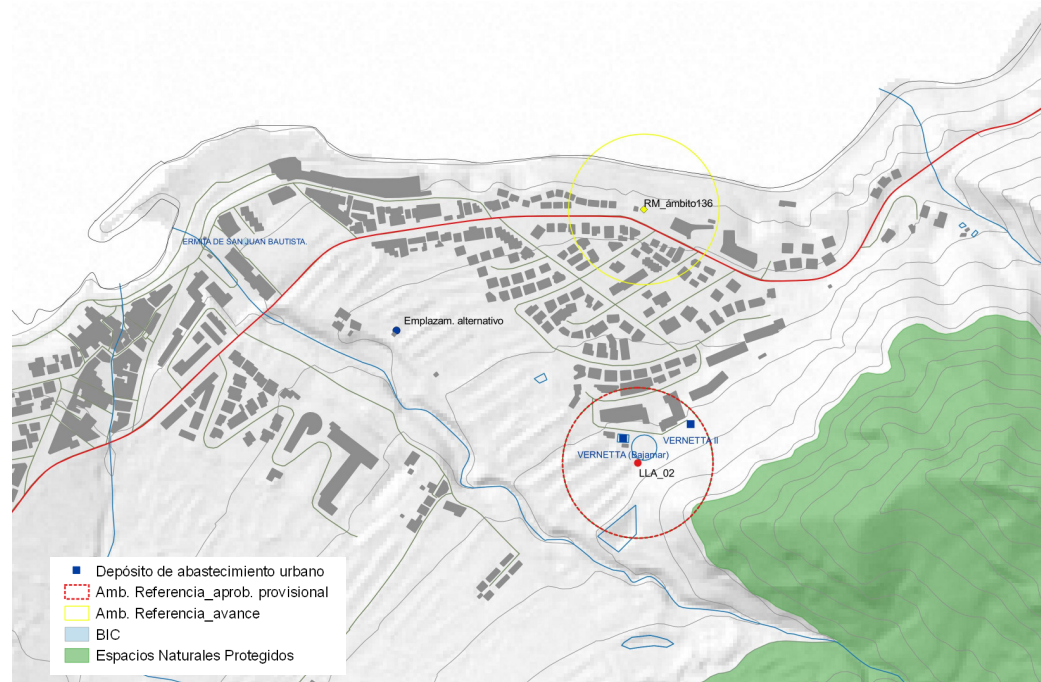 RM_ámbito136
ERMITA DE SAN JUAN BAUTISTA.
Emplazam. alternativo
VERNETTA II
VERNETTA (Bajamar)
LLA_02
Depósito de abastecimiento urbano
Amb. Referencia_aprob. provisional
Amb. Referencia_avance
BIC
Espacios Naturales Protegidos